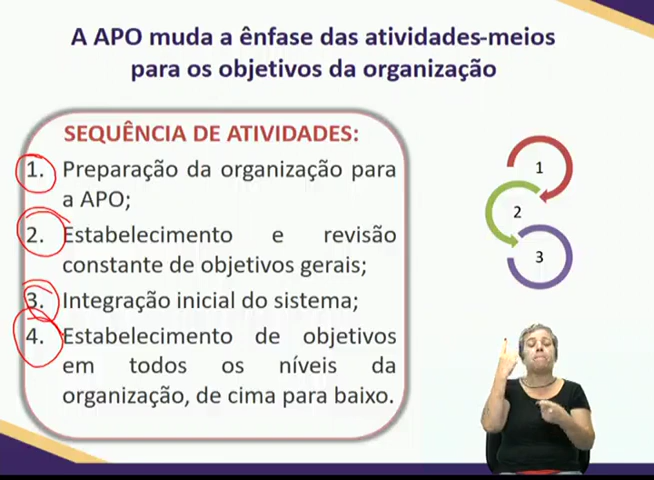 A APO muda a ênfase das atividades-meios
para os objetivos da organização
SEQUÊNCIA DE ATIVIDADES:
1. Preparação da organização para
a APO;
2. Estabelecimento e revisão
constante de objetivos gerais;
3. Integração inicial do sistema;
4. Estabelecimento de objetivos
em todos os níveis da
organização, de cima para baixo.
1
2
3